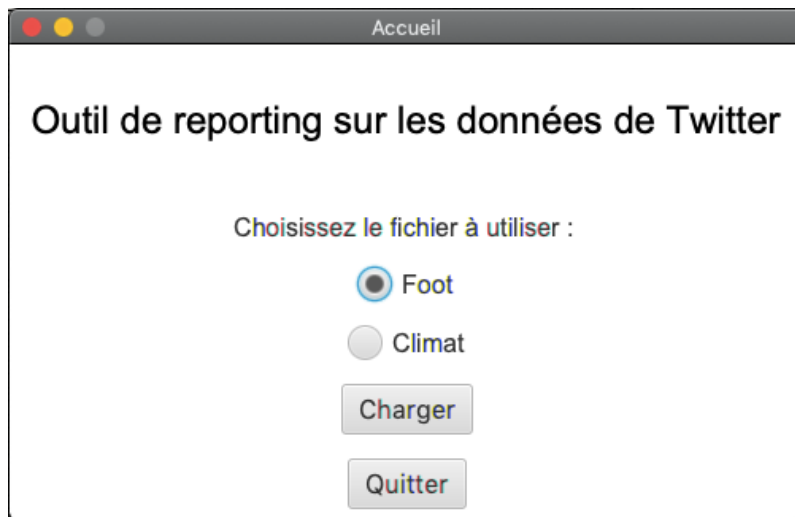 Accueil
Outil de reporting sur les données de Twitter
Choisissez le fichier à utiliser :
Foot
Climat
Charger
Quitter